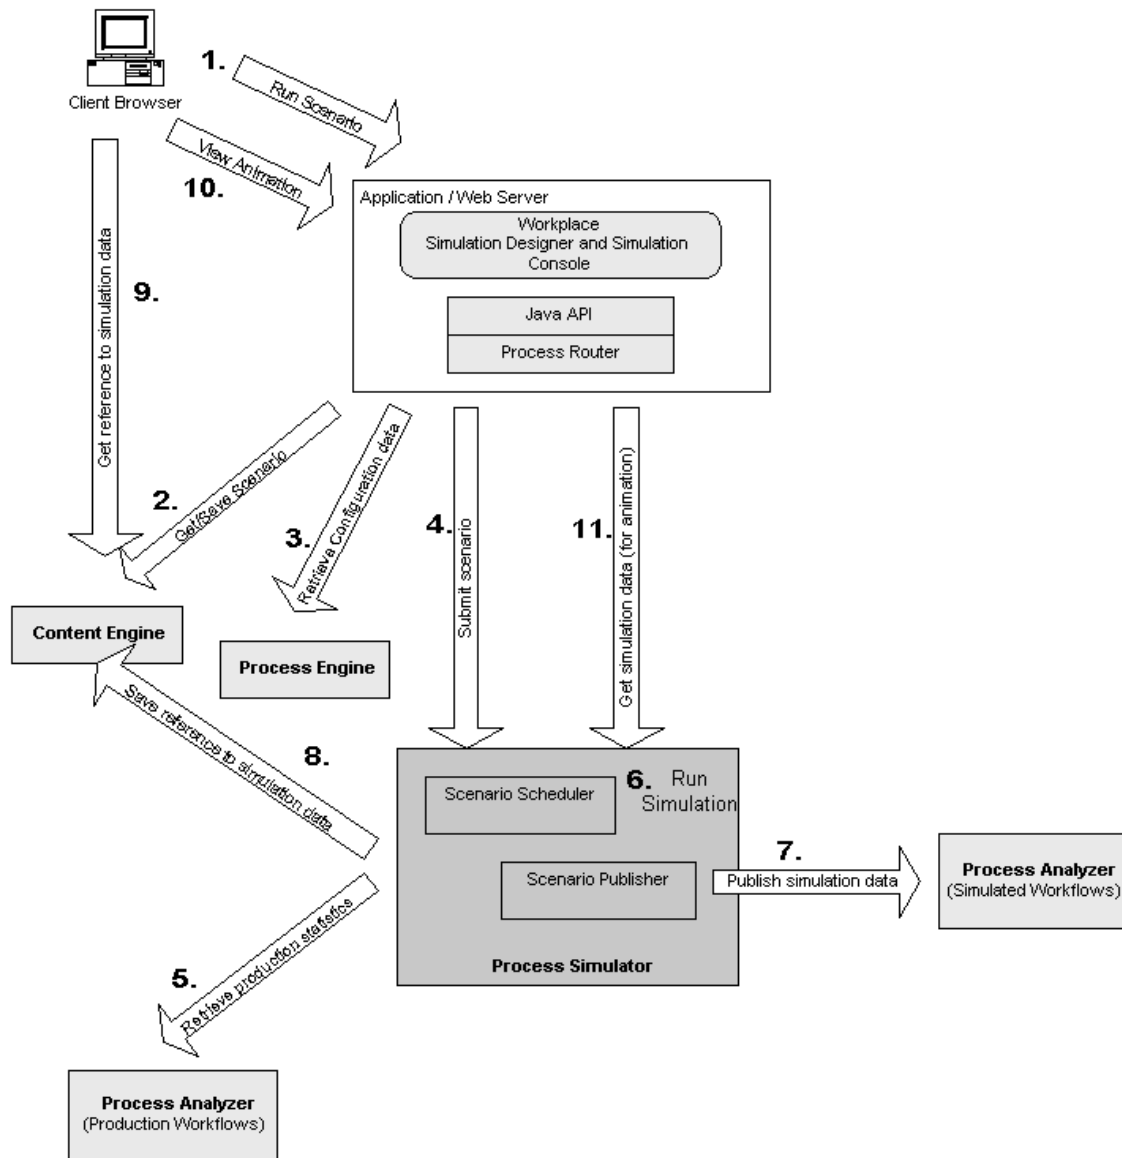 1.
Run Scenario
Client Browser
View Animation
10.
Application / Web Server
Workplace
Simulation Designer and Simulation
Console
Java API
Process Router
9.
Get reference to simulation data
2.
Get/Save Scenario
3.
Retrieve Configuration data
4.
Submit scenario
11.
Get simulation data (for animation)
Content Engine
Process Engine
Save reference to simulation data
8.
Scenario Scheduler
6. Run
Simulation
Scenario Publisher
Process Simulator
7.
Publish simulation data
Process Analyzer
(Simulated Workflows)
5.
Retrieve production statistics
Process Analyzer
(Production Workflows)